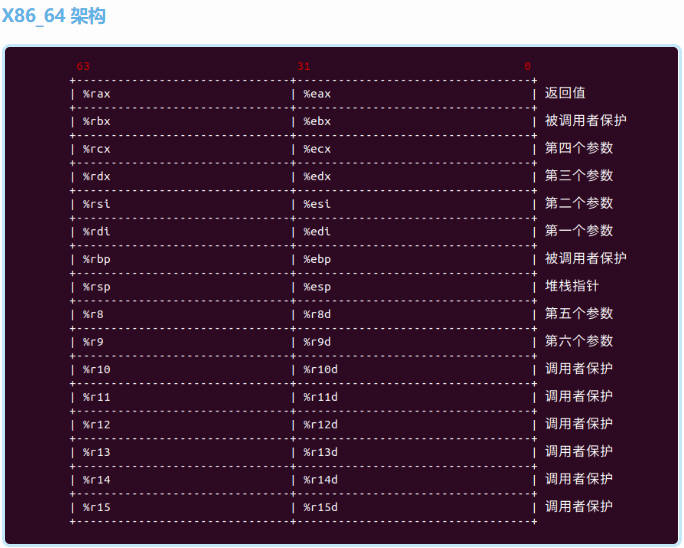 X86_64 架构
63 31 0
+------------------------------+---------------------------------+
| %rax | %eax | 返回值
+------------------------------+---------------------------------+
| %rbx | %ebx | 被调用者保护
+------------------------------+---------------------------------+
| %rcx | %ecx | 第四个参数
+------------------------------+---------------------------------+
| %rdx | %edx | 第三个参数
+------------------------------+---------------------------------+
| %rsi | %esi | 第二个参数
+------------------------------+---------------------------------+
| %rdi | %edi | 第一个参数
+------------------------------+---------------------------------+
| %rbp | %ebp | 被调用者保护
+------------------------------+---------------------------------+
| %rsp | %esp | 堆栈指针
+------------------------------+---------------------------------+
| %r8 | %r8d | 第五个参数
+------------------------------+---------------------------------+
| %r9 | %r9d | 第六个参数
+------------------------------+---------------------------------+
| %r10 | %r10d | 调用者保护
+------------------------------+---------------------------------+
| %r11 | %r11d | 调用者保护
+------------------------------+---------------------------------+
| %r12 | %r12d | 调用者保护
+------------------------------+---------------------------------+
| %r13 | %r13d | 调用者保护
+------------------------------+---------------------------------+
| %r14 | %r14d | 调用者保护
+------------------------------+---------------------------------+
| %r15 | %r15d | 调用者保护
+------------------------------+---------------------------------+